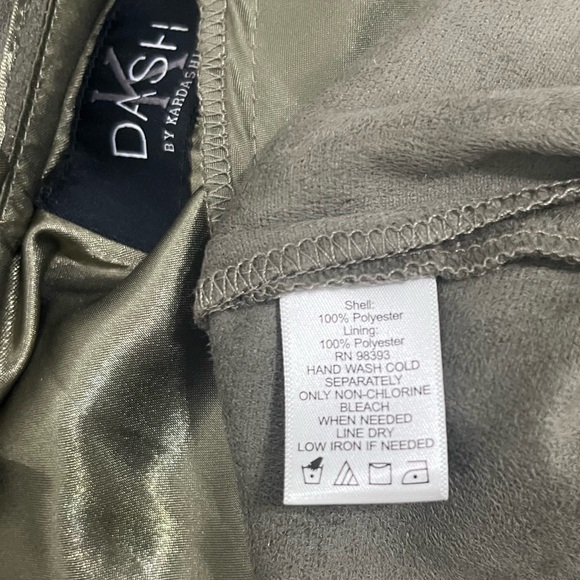 K
DASH
BY KARDASHI
Shell:
100% Polyester
Lining:
100% Polyester
RN 98393
HAND WASH COLD
SEPARATELY
ONLY NON-CHLORINE
BLEACH
WHEN NEEDED
LINE DRY
LOW IRON IF NEEDED